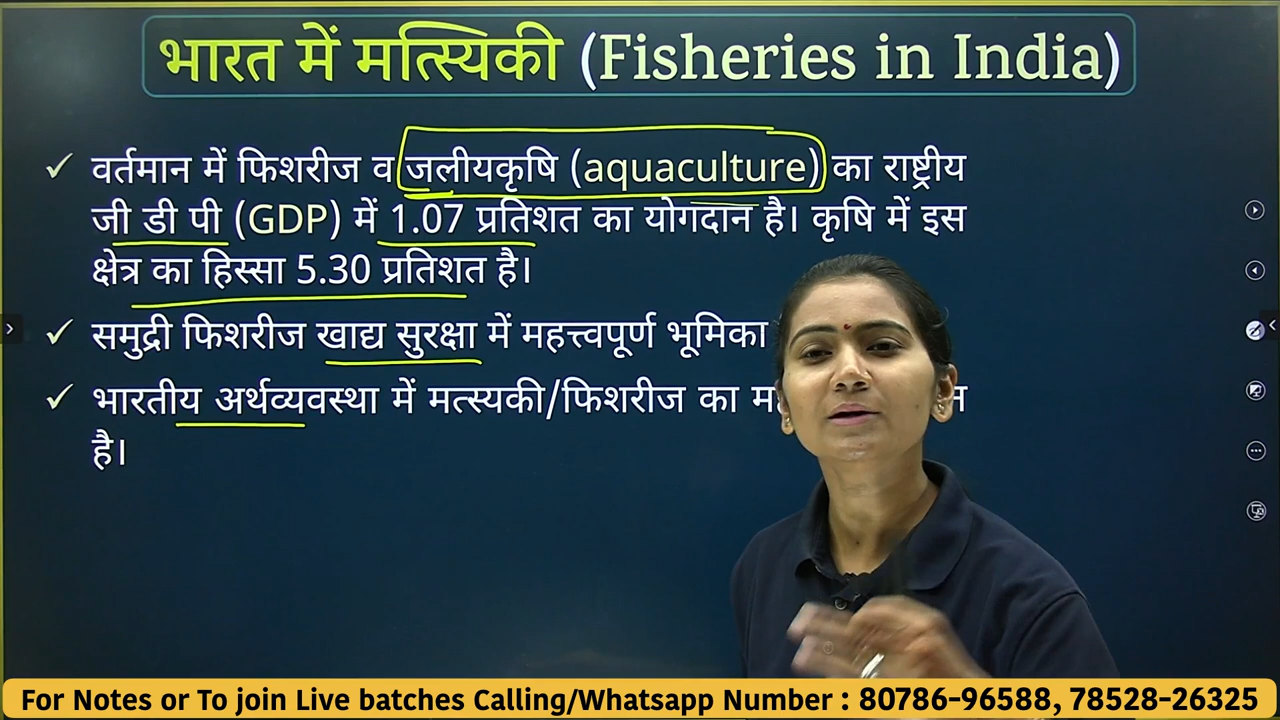 भारत में मत्स्यिकी (Fisheries in India)
✓ वर्तमान में फिशरीज व जलीयकृषि (aquaculture) का राष्ट्रीय
जी डी पी (GDP) में 1.07 प्रतिशत का योगदान है। कृषि में इस
क्षेत्र का हिस्सा 5.30 प्रतिशत है।
✓ समुद्री फिशरीज खाद्य सुरक्षा में महत्त्वपूर्ण भूमिका
✓ भारतीय अर्थव्यवस्था में मत्स्यकी/फिशरीज का
है।
For Notes or To join Live batches Calling/Whatsapp Number : 80786-96588, 78528-26325